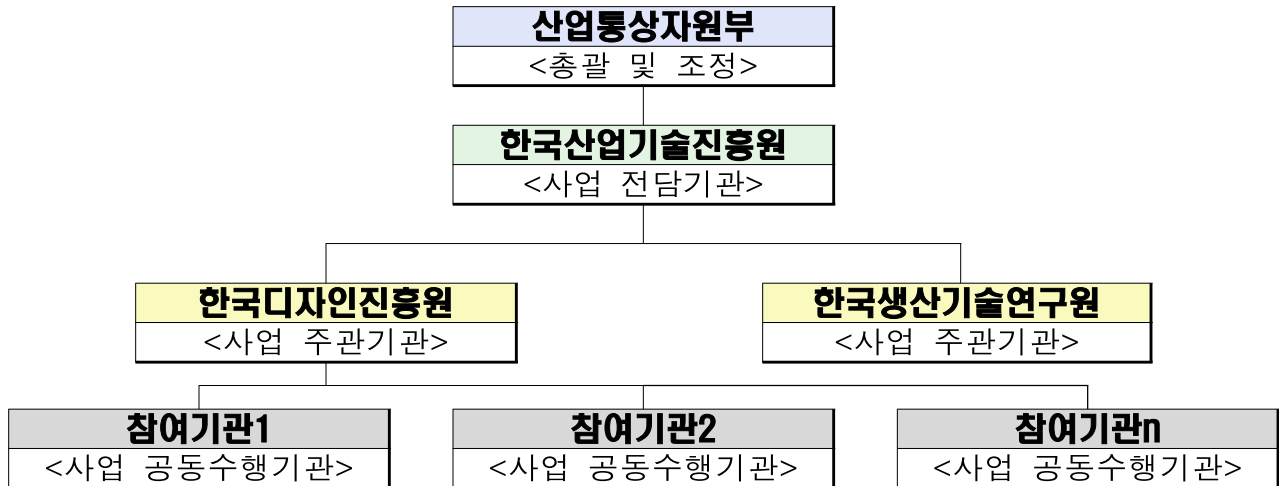 산업통상자원부
<총괄 및 조정>
한국산업기술진흥원
<사업 전담기관>
한국디자인진흥원
<사업 주관기관>
한국생산기술연구원
<사업 주관기관>
참여기관1
<사업 공동수행기관>
참여기관2
<사업 공동수행기관>
참여기관n
<사업 공동수행기관>